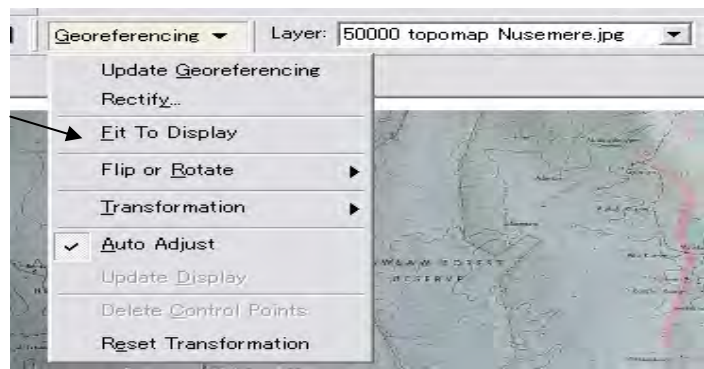 Georeferencing Layer: 50000 topomap Nusemere.jpg
Update Georeferencing
Rectify...
Fit To Display
Flip or Rotate
Transformation
Auto Adjust
Update Display
Delete Control Points
Reset Transformation
FOREST
RESERVE